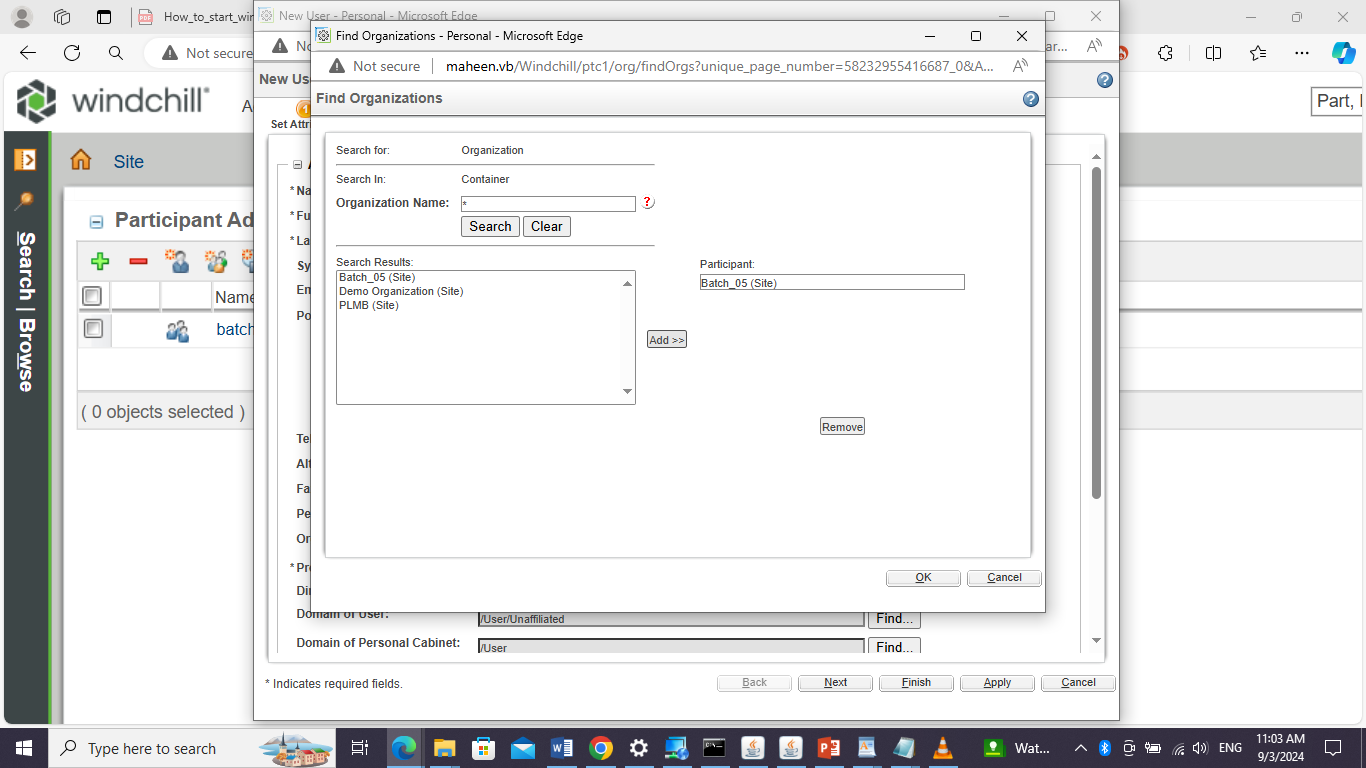 How_to_start_wir
New User - Personal - Microsoft Edge
Find Organizations - Personal - Microsoft Edge
Not secure
Not secure
maheen.vb/Windchill/ptc1/org/findOrgs?unique_page_number=58232955416687_0&A...
ar...
windchill
Find Organizations
Part,
Set Attri
Site
Search for:
Organization
Search In:
Container
Organization Name:
*
?
Search
Clear
Participant Ad
Search Results:
Batch_05 (Site)
Demo Organization (Site)
PLMB (Site)
Participant:
Batch_05 (Site)
Add >>
Remove
OK
Cancel
Name
batch
( 0 objects selected )
Search | Browse
Domain of User:
/User/Unaffiliated
Find...
Domain of Personal Cabinet:
/User
Find...
* Indicates required fields.
Back
Next
Finish
Apply
Cancel
Type here to search
Wat...
ENG
11:03 AM
9/3/2024